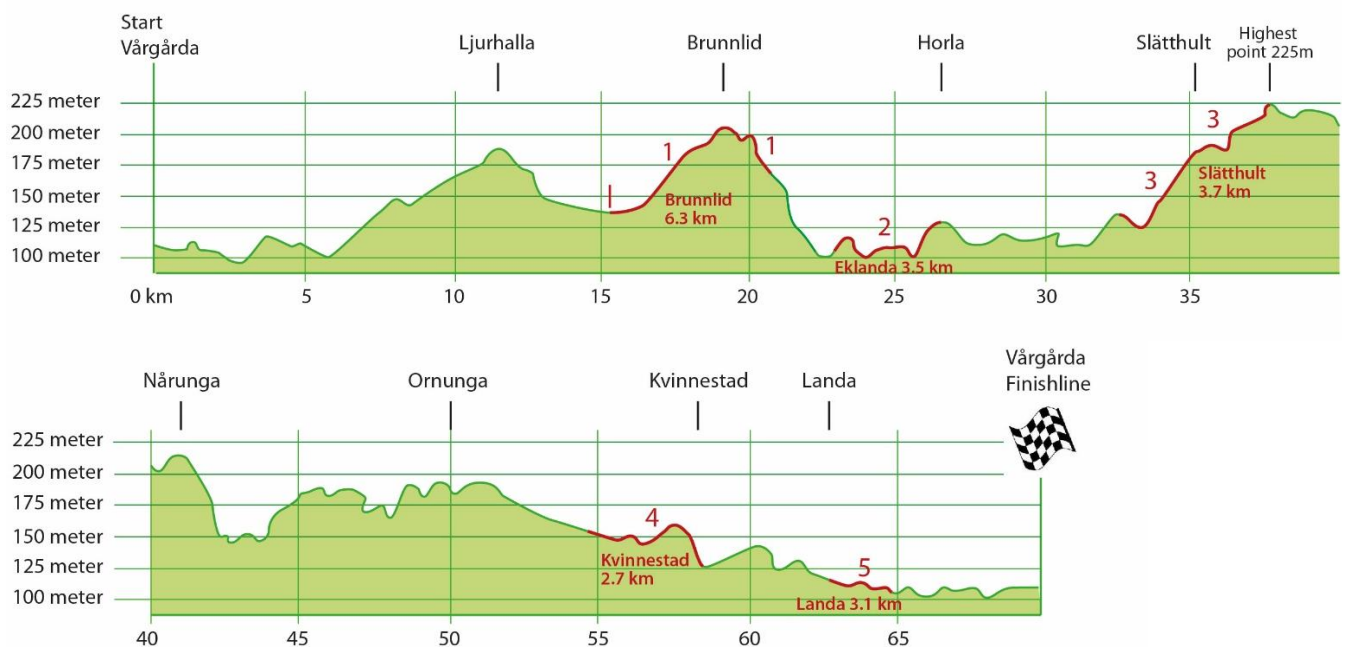 Start
Vårgårda
Ljurhalla
Brunnlid
Horla
Slätthult
Highest
point 225m
225 meter
200 meter
175 meter
150 meter
125 meter
100 meter
1
1
Brunnlid
6.3 km
2
Eklanda 3.5 km
3
3
Slätthult
3.7 km
0 km
5
10
15
20
25
30
35
Nårunga
Ornunga
Kvinnestad
Landa
Vårgårda
Finishline
225 meter
200 meter
175 meter
150 meter
125 meter
100 meter
4
Kvinnestad
2.7 km
5
Landa 3.1 km
40
45
50
55
60
65